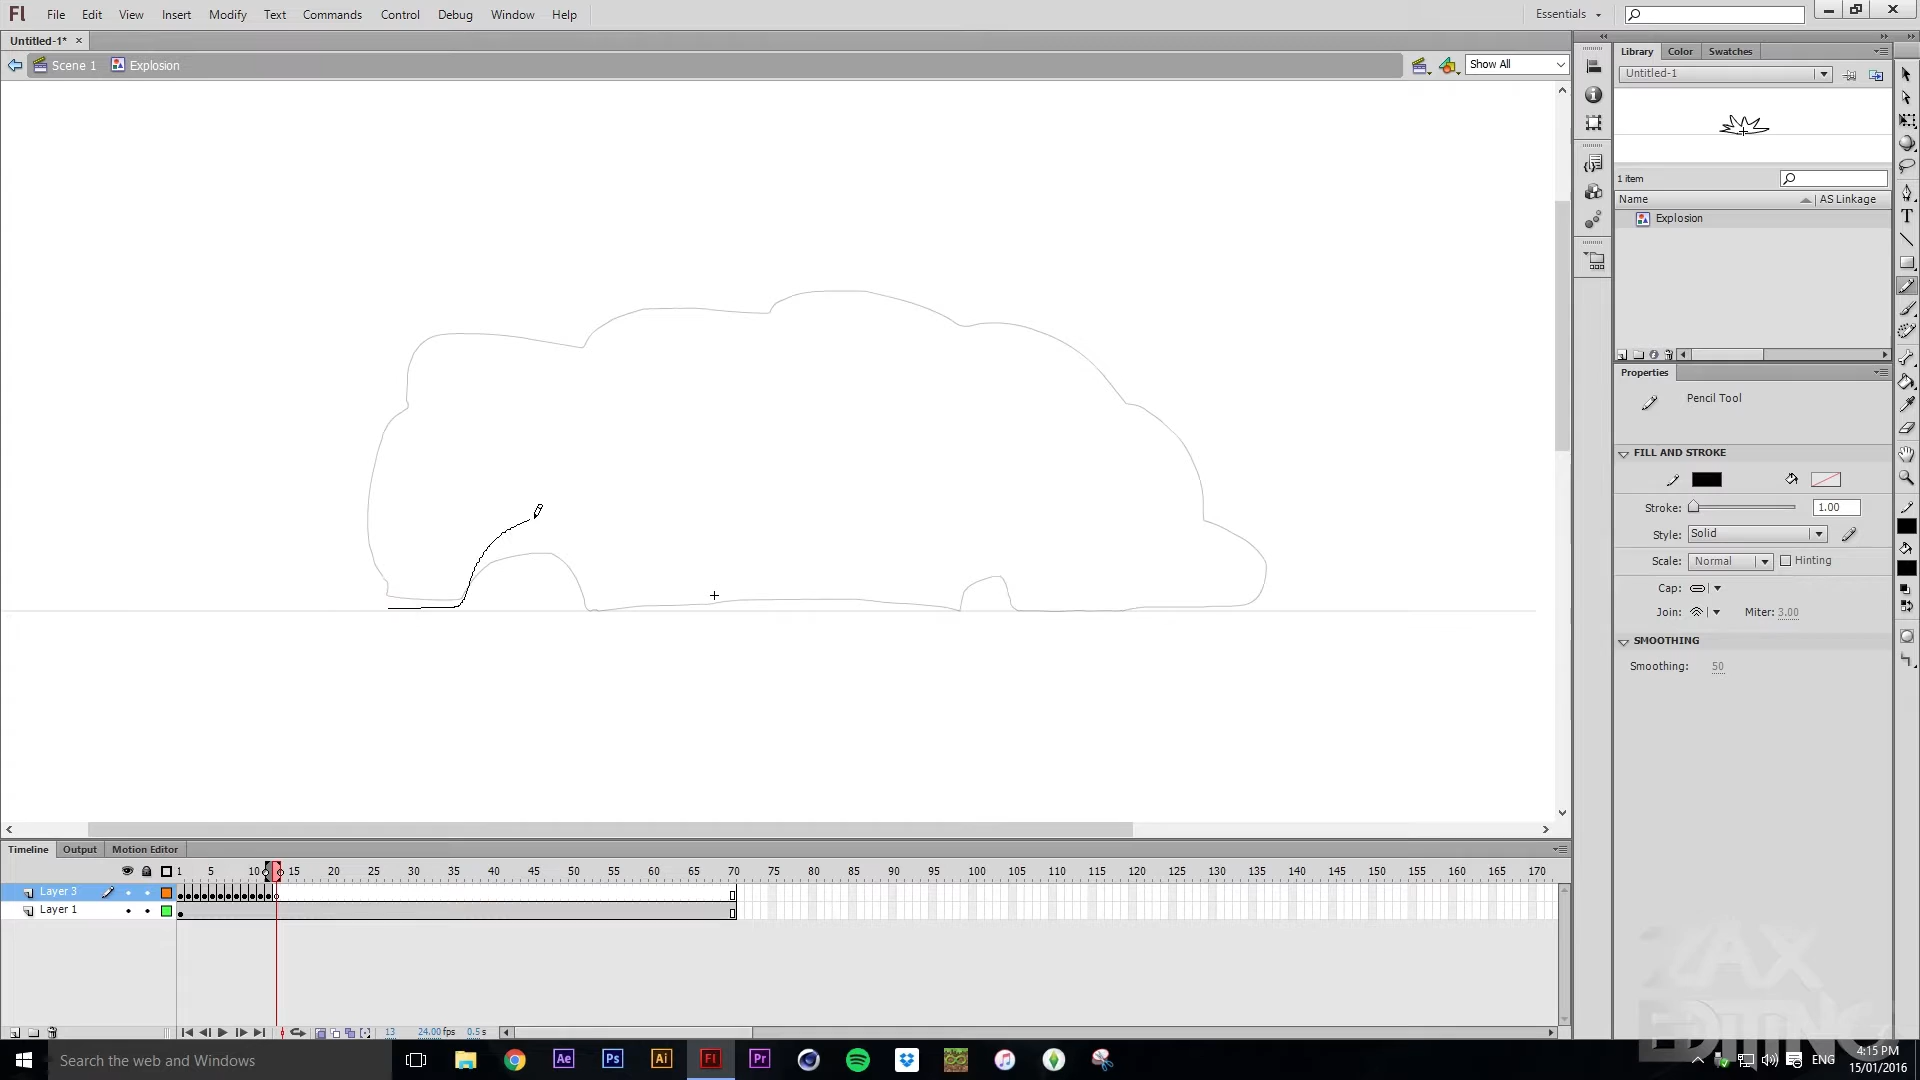 Fl File Edit View Insert Modify Text Commands Control Debug Window Help Essentials
Untitled-1* ×
Scene 1 Explosion Show All
Library Color Swatches
Untitled-1
1 item
Name AS Linkage
Explosion
Properties
Pencil Tool
FILL AND STROKE
Stroke: 1.00
Style: Solid
Scale: Normal Hinting
Cap:
Join: Miter: 3.00
SMOOTHING
Smoothing: 50
Timeline Output Motion Editor
1 5 10 15 20 25 30 35 40 45 50 55 60 65 70 75 80 85 90 95 100 105 110 115 120 125 130 135 140 145 150 155 160 165 170
Layer 3
Layer 1
13 24.00 fps 0.5 s
EDITING
Search the web and Windows Ae Ps Ai Fl Pr ENG 4:15 PM
15/01/2016